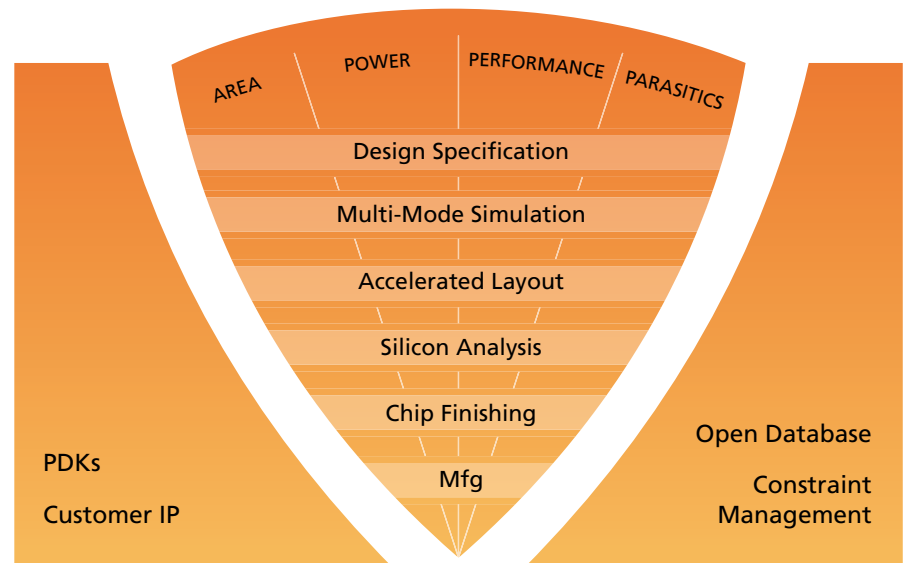 AREA
POWER
PERFORMANCE
PARASITICS
Design Specification
Multi-Mode Simulation
Accelerated Layout
Silicon Analysis
Chip Finishing
Mfg
PDKs
Customer IP
Open Database
Constraint
Management